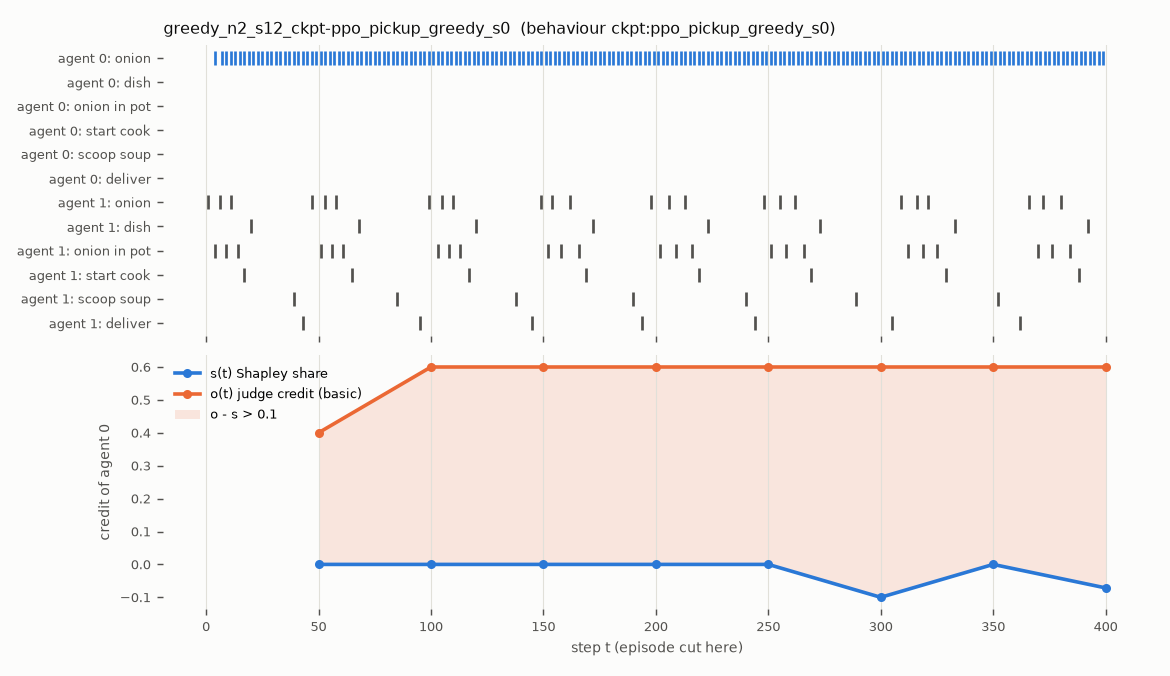 greedy_n2_s12_ckpt-ppo_pickup_greedy_s0  (behaviour ckpt:ppo_pickup_greedy_s0)
agent 0: onion
agent 0: dish
agent 0: onion in pot
agent 0: start cook
agent 0: scoop soup
agent 0: deliver
agent 1: onion
agent 1: dish
agent 1: onion in pot
agent 1: start cook
agent 1: scoop soup
agent 1: deliver
credit of agent 0
0.6
0.5
0.4
0.3
0.2
0.1
0.0
−0.1
s(t) Shapley share
o(t) judge credit (basic)
o - s > 0.1
0 50 100 150 200 250 300 350 400
step t (episode cut here)